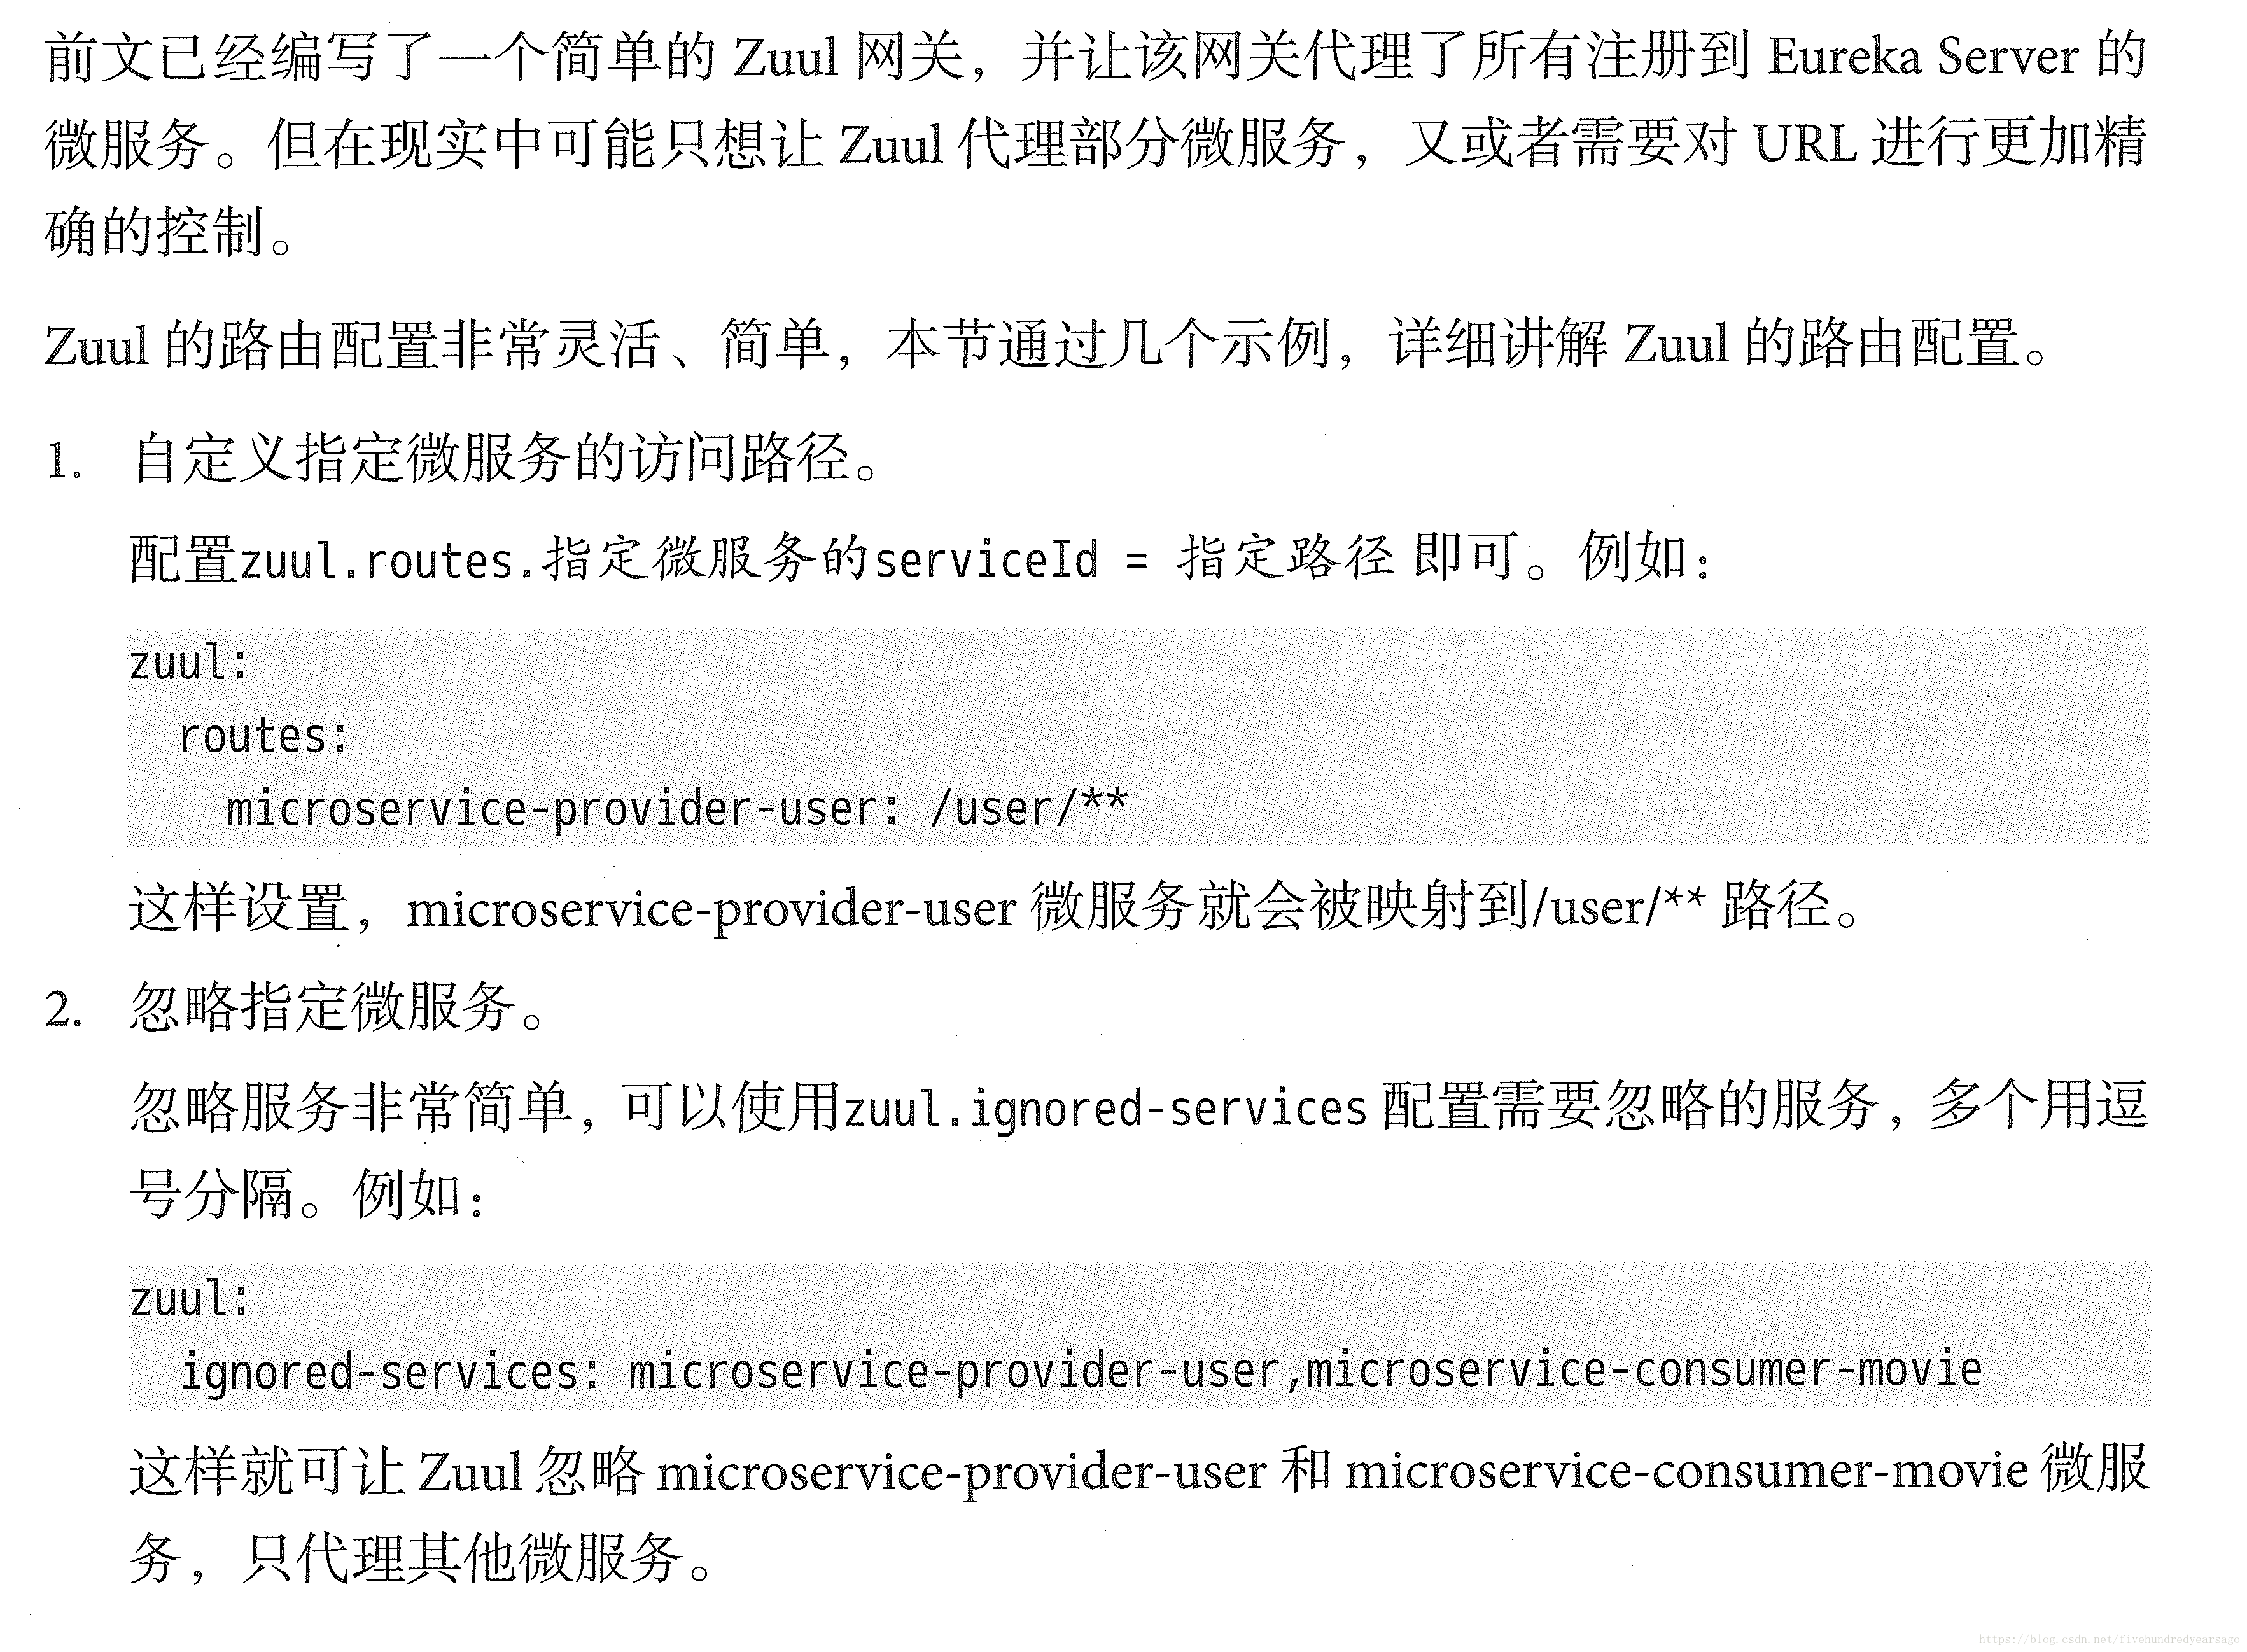 前文已经编写了一个简单的 Zuul 网关，并让该网关代理了所有注册到 Eureka Server 的
微服务。但在现实中可能只想让 Zuul 代理部分微服务，又或者需要对 URL 进行更加精
确的控制。
Zuul 的路由配置非常灵活、简单，本节通过几个示例，详细讲解 Zuul 的路由配置。
1. 自定义指定微服务的访问路径。
配置zuul.routes.指定微服务的serviceId = 指定路径 即可。例如：
zuul:
  routes:
    microservice-provider-user: /user/**
这样设置，microservice-provider-user 微服务就会被映射到/user/** 路径。
2. 忽略指定微服务。
忽略服务非常简单，可以使用zuul.ignored-services 配置需要忽略的服务，多个用逗
号分隔。例如：
zuul:
  ignored-services: microservice-provider-user,microservice-consumer-movie
这样就可让 Zuul 忽略 microservice-provider-user 和 microservice-consumer-movie 微服
务，只代理其他微服务。
https://blog.csdn.net/fivehundredyearsago